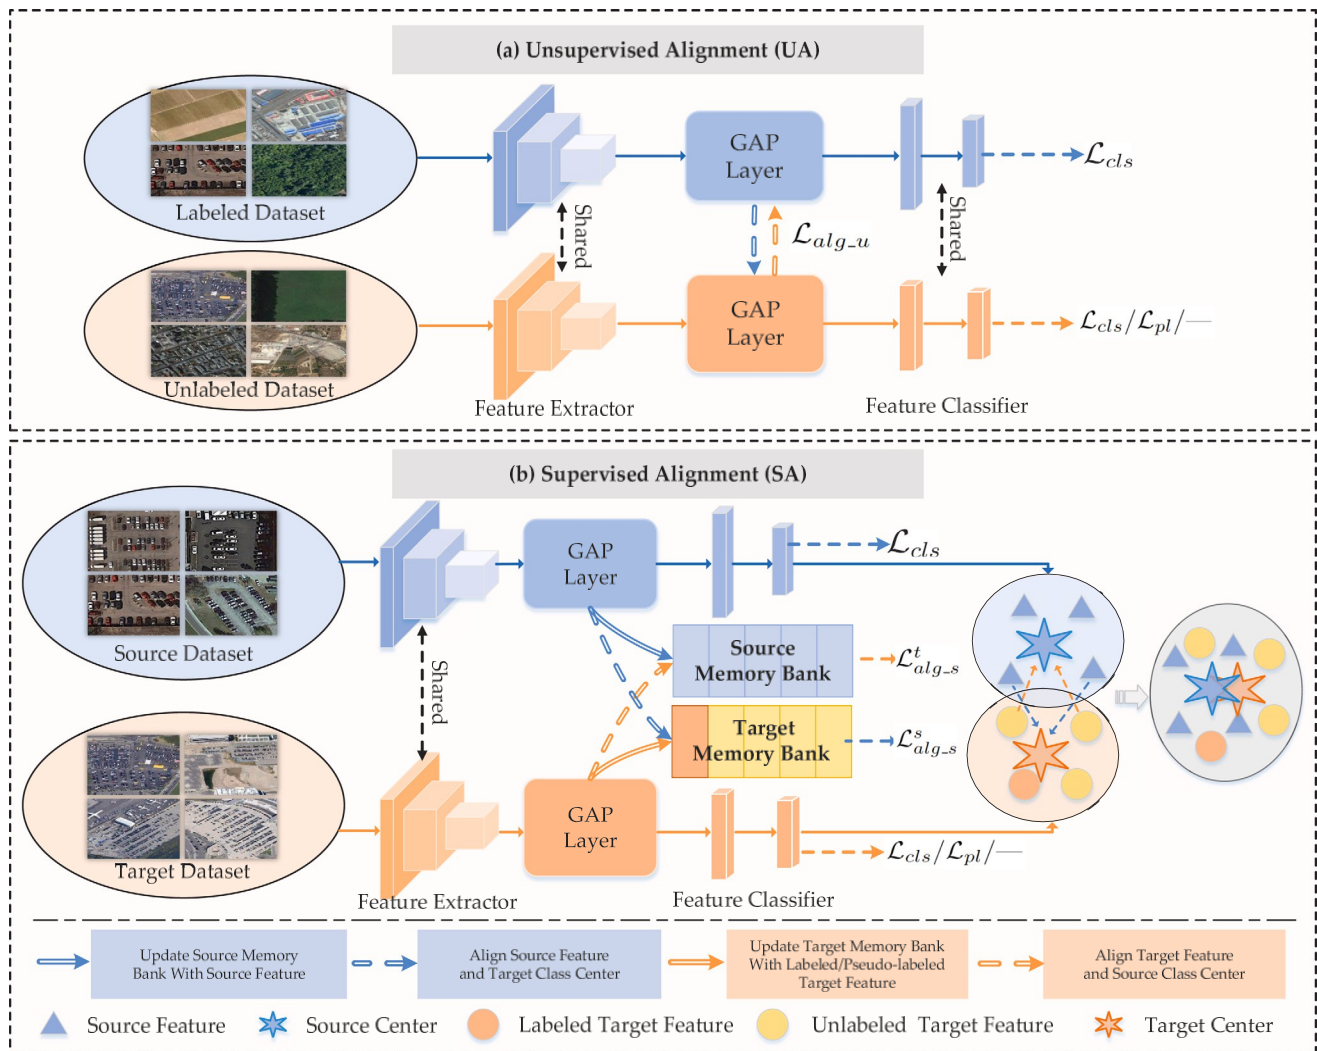 (a) Unsupervised Alignment (UA)
Labeled Dataset
Shared
GAP
Layer
ℒcls
Shared
ℒalg_u
Unlabeled Dataset
GAP
Layer
ℒcls/ℒpl/—
Feature Extractor
Feature Classifier
(b) Supervised Alignment (SA)
Source Dataset
GAP
Layer
ℒcls
Shared
Source
Memory Bank
ℒ^t_alg_s
Target
Memory Bank
ℒ^s_alg_s
Target Dataset
GAP
Layer
ℒcls/ℒpl/—
Feature Extractor
Feature Classifier
Update Source Memory
Bank With Source Feature
Align Source Feature
and Target Class Center
Update Target Memory Bank
With Labeled/Pseudo-labeled
Target Feature
Align Target Feature
and Source Class Center
Source Feature
Source Center
Labeled Target Feature
Unlabeled Target Feature
Target Center